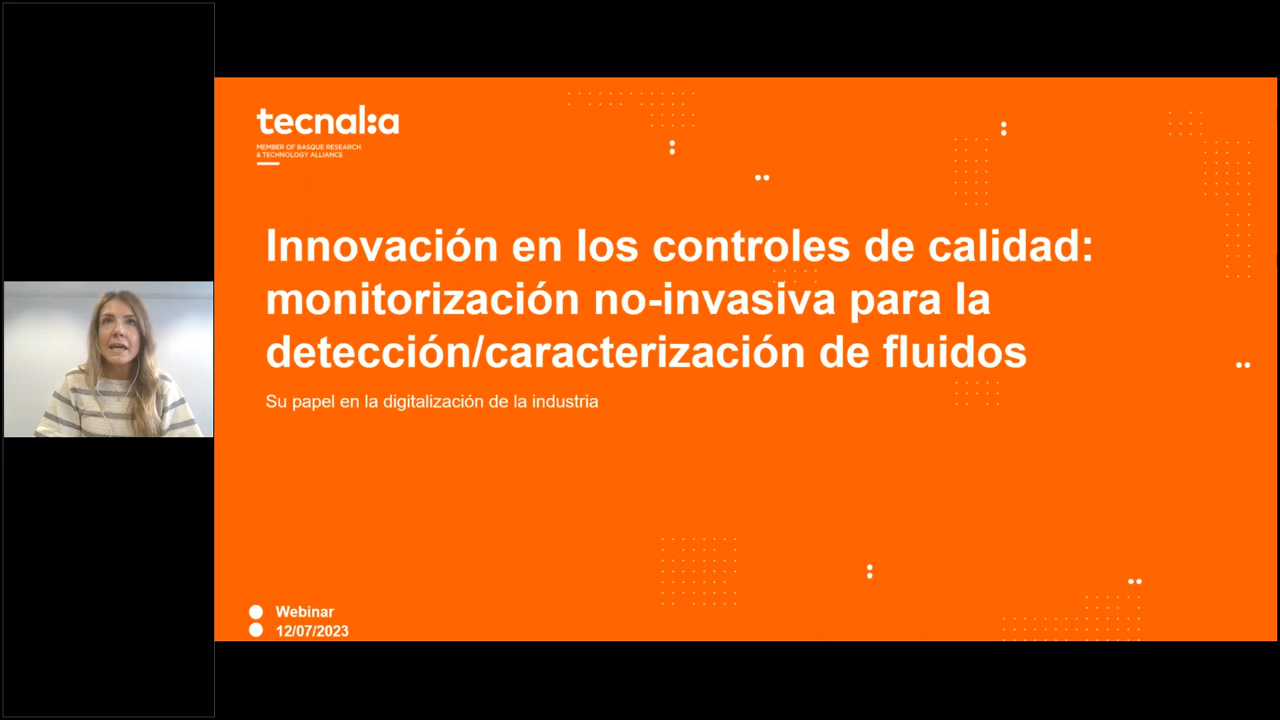 tecnal:a
MEMBER OF BASQUE RESEARCH
& TECHNOLOGY ALLIANCE
Innovación en los controles de calidad:
monitorización no-invasiva para la
detección/caracterización de fluidos
Su papel en la digitalización de la industria
Webinar
12/07/2023